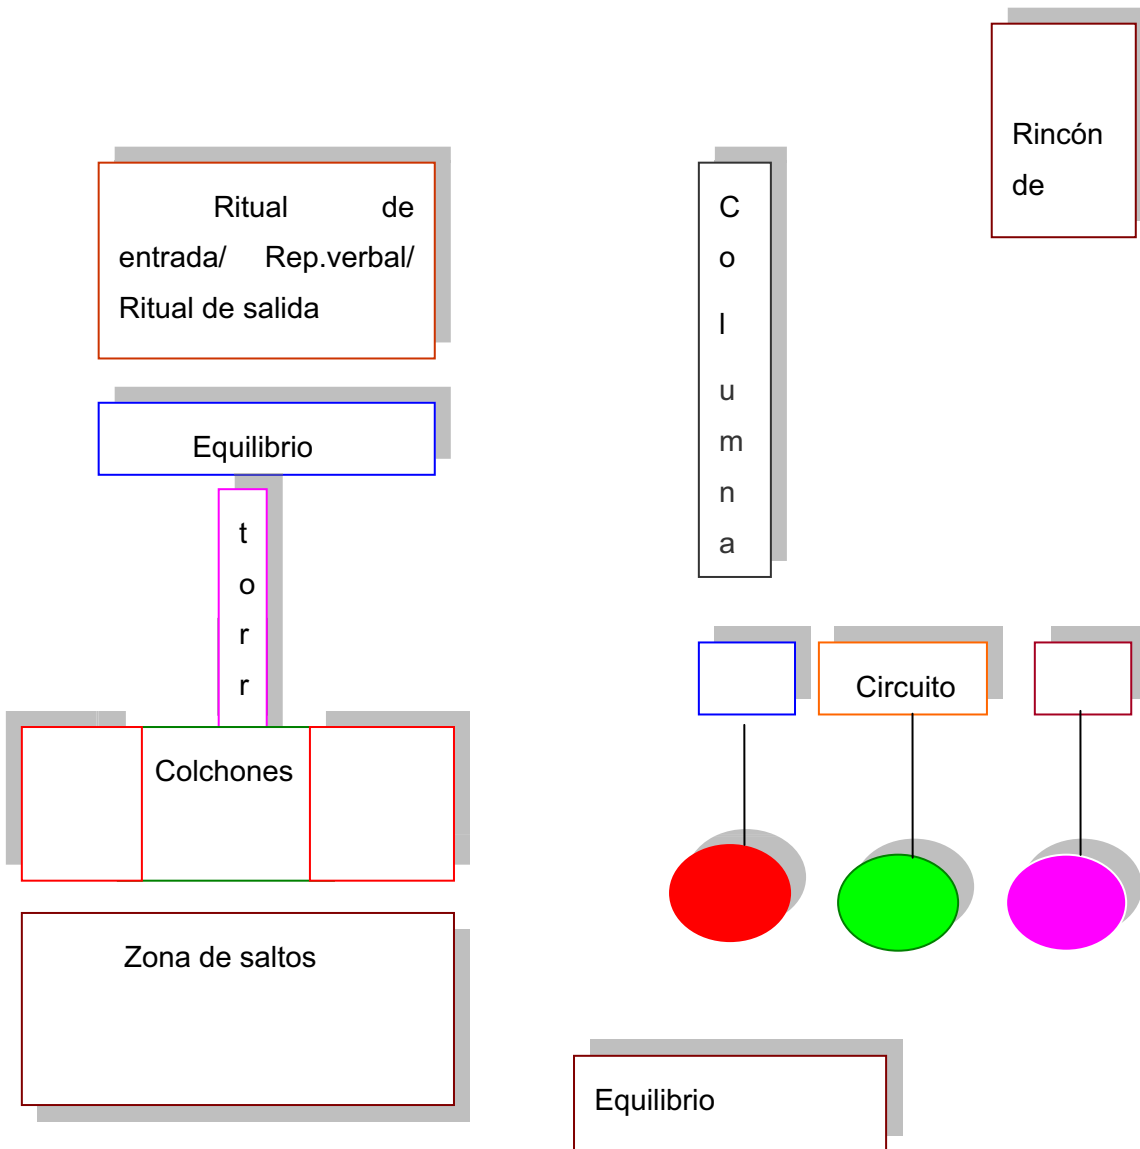 Rincón
de
Ritual de
entrada/ Rep.verbal/
Ritual de salida
C
o
l
u
m
n
a
Equilibrio
t
o
r
r
Circuito
Colchones
Zona de saltos
Equilibrio